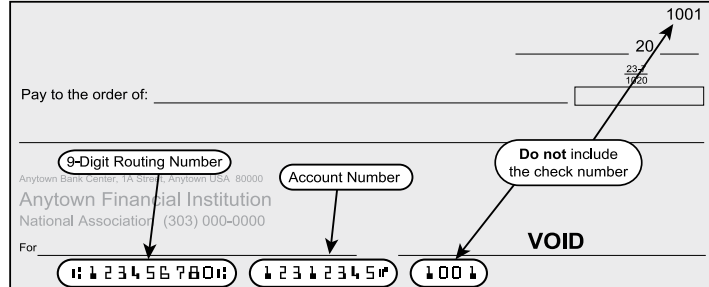 1001
20
23-7
1020
Pay to the order of:
9-Digit Routing Number
Do not include
the check number
Account Number
Anytown Bank Center, 1A Street, Anytown USA 80000
Anytown Financial Institution
National Association (303) 000-0000
For
VOID
⑆123456780⑆ 12312345⑈ 1001